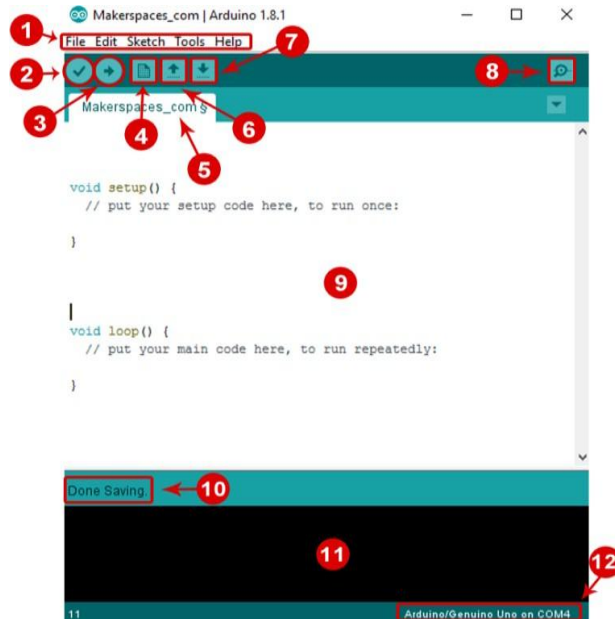 Makerspaces_com | Arduino 1.8.1
1 File Edit Sketch Tools Help 7
2 8
3 4 6
Makerspaces_com §
5
void setup() {
// put your setup code here, to run once:
}
9
void loop() {
// put your main code here, to run repeatedly:
}
Done Saving. 10
11
12
11 Arduino/Genuino Uno on COM4